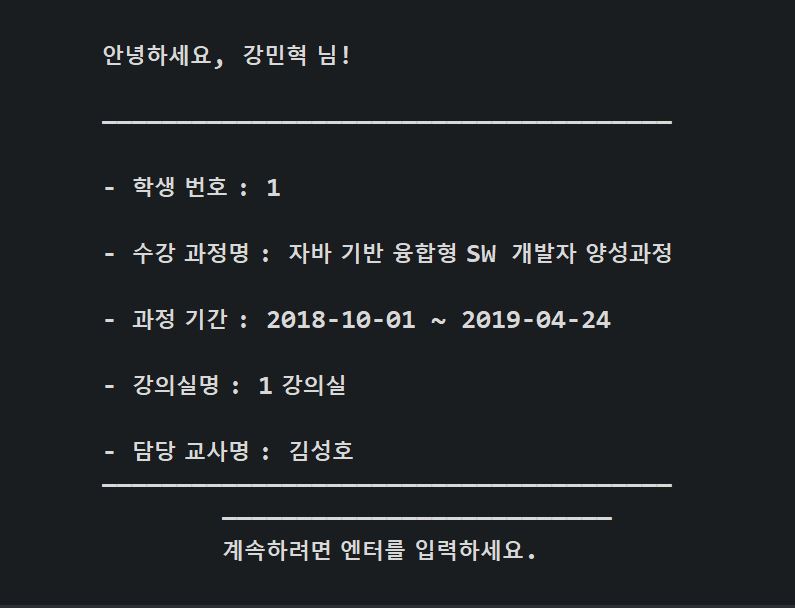 안녕하세요, 강민혁 님!
- 학생 번호 : 1
- 수강 과정명 : 자바 기반 융합형 SW 개발자 양성과정
- 과정 기간 : 2018-10-01 ~ 2019-04-24
- 강의실명 : 1 강의실
- 담당 교사명 : 김성호
계속하려면 엔터를 입력하세요.